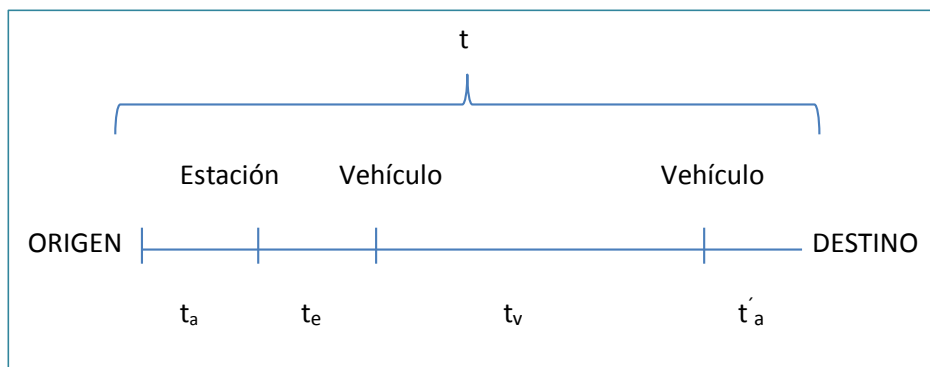 t
Estación Vehículo Vehículo
ORIGEN DESTINO
tₐ tₑ tᵥ t´ₐ